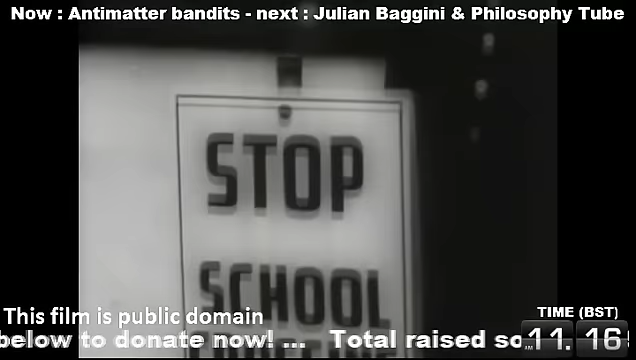 Now : Antimatter bandits - next : Julian Baggini & Philosophy Tube
STOP
SCHOOL
This film is public domain
TIME (BST)
below to donate now! ... Total raised so
AM 11. 16